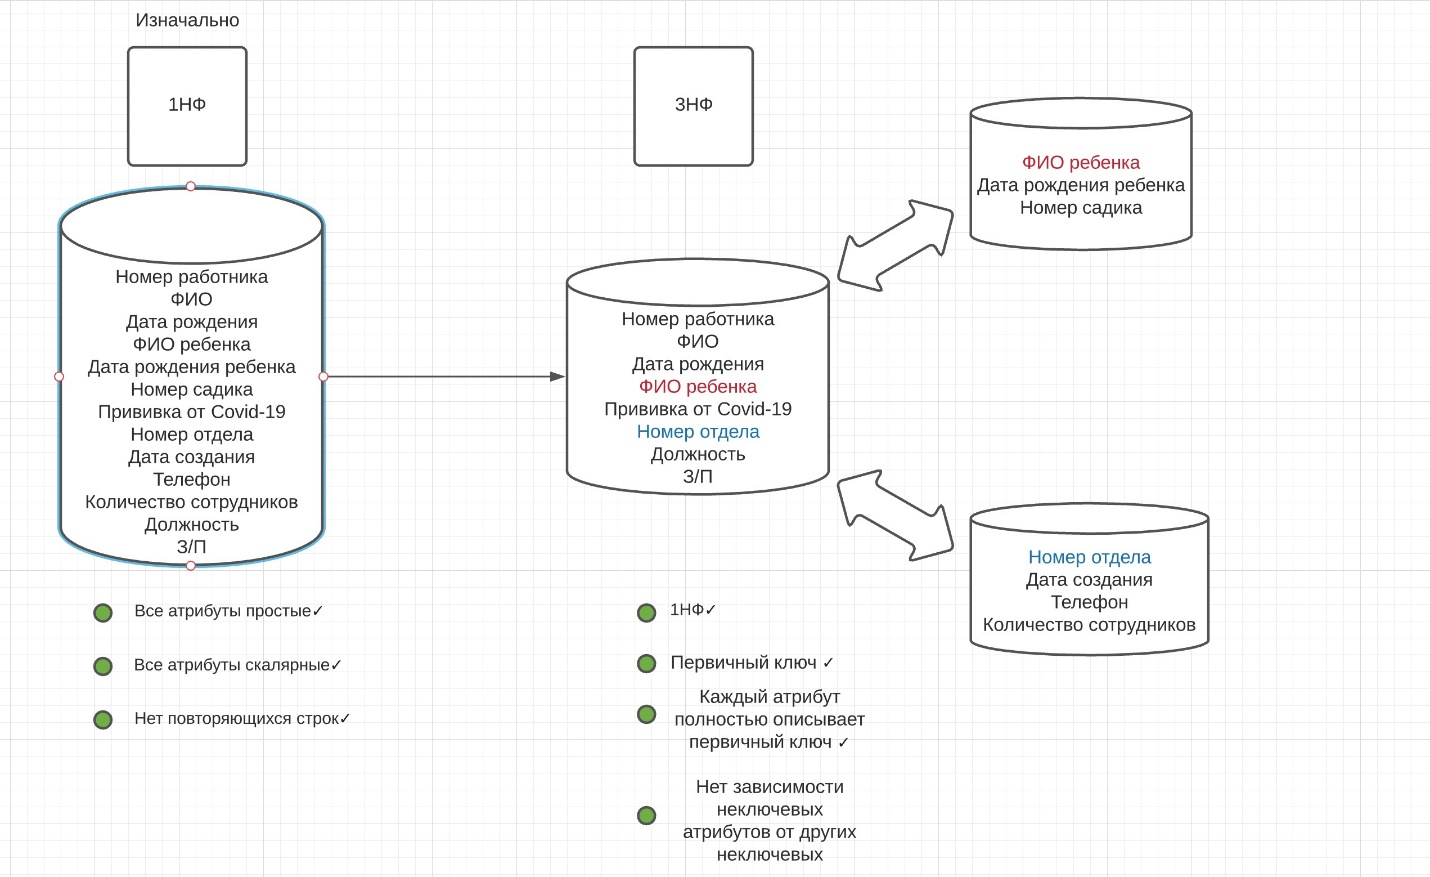 Изначально
1НФ
Номер работника
ФИО
Дата рождения
ФИО ребенка
Дата рождения ребенка
Номер садика
Прививка от Covid-19
Номер отдела
Дата создания
Телефон
Количество сотрудников
Должность
З/П
Все атрибуты простые✓
Все атрибуты скалярные✓
Нет повторяющихся строк✓
3НФ
Номер работника
ФИО
Дата рождения
ФИО ребенка
Прививка от Covid-19
Номер отдела
Должность
З/П
1НФ✓
Первичный ключ ✓
Каждый атрибут
полностью описывает
первичный ключ ✓
Нет зависимости
неключевых
атрибутов от других
неключевых
ФИО ребенка
Дата рождения ребенка
Номер садика
Номер отдела
Дата создания
Телефон
Количество сотрудников